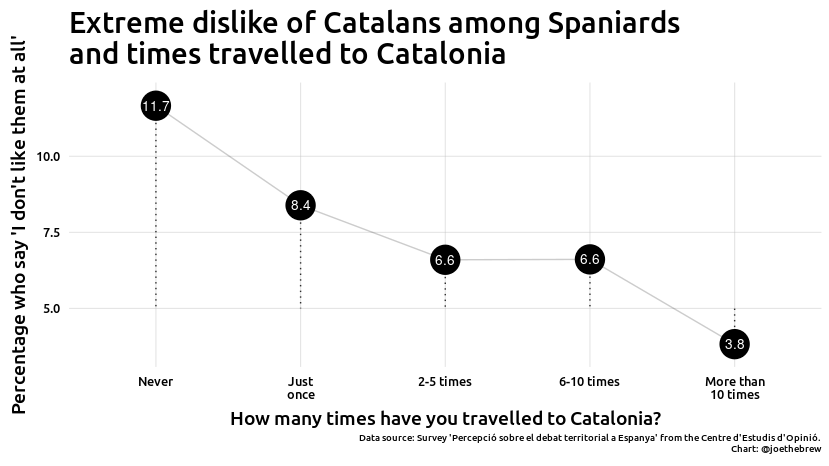 Extreme dislike of Catalans among Spaniards
and times travelled to Catalonia
Percentage who say 'I don't like them at all'
10.0
7.5
5.0
11.7
8.4
6.6
6.6
3.8
Never
Just
once
2-5 times
6-10 times
More than
10 times
How many times have you travelled to Catalonia?
Data source: Survey 'Percepció sobre el debat territorial a Espanya' from the Centre d'Estudis d'Opinió.
Chart: @joethebrew